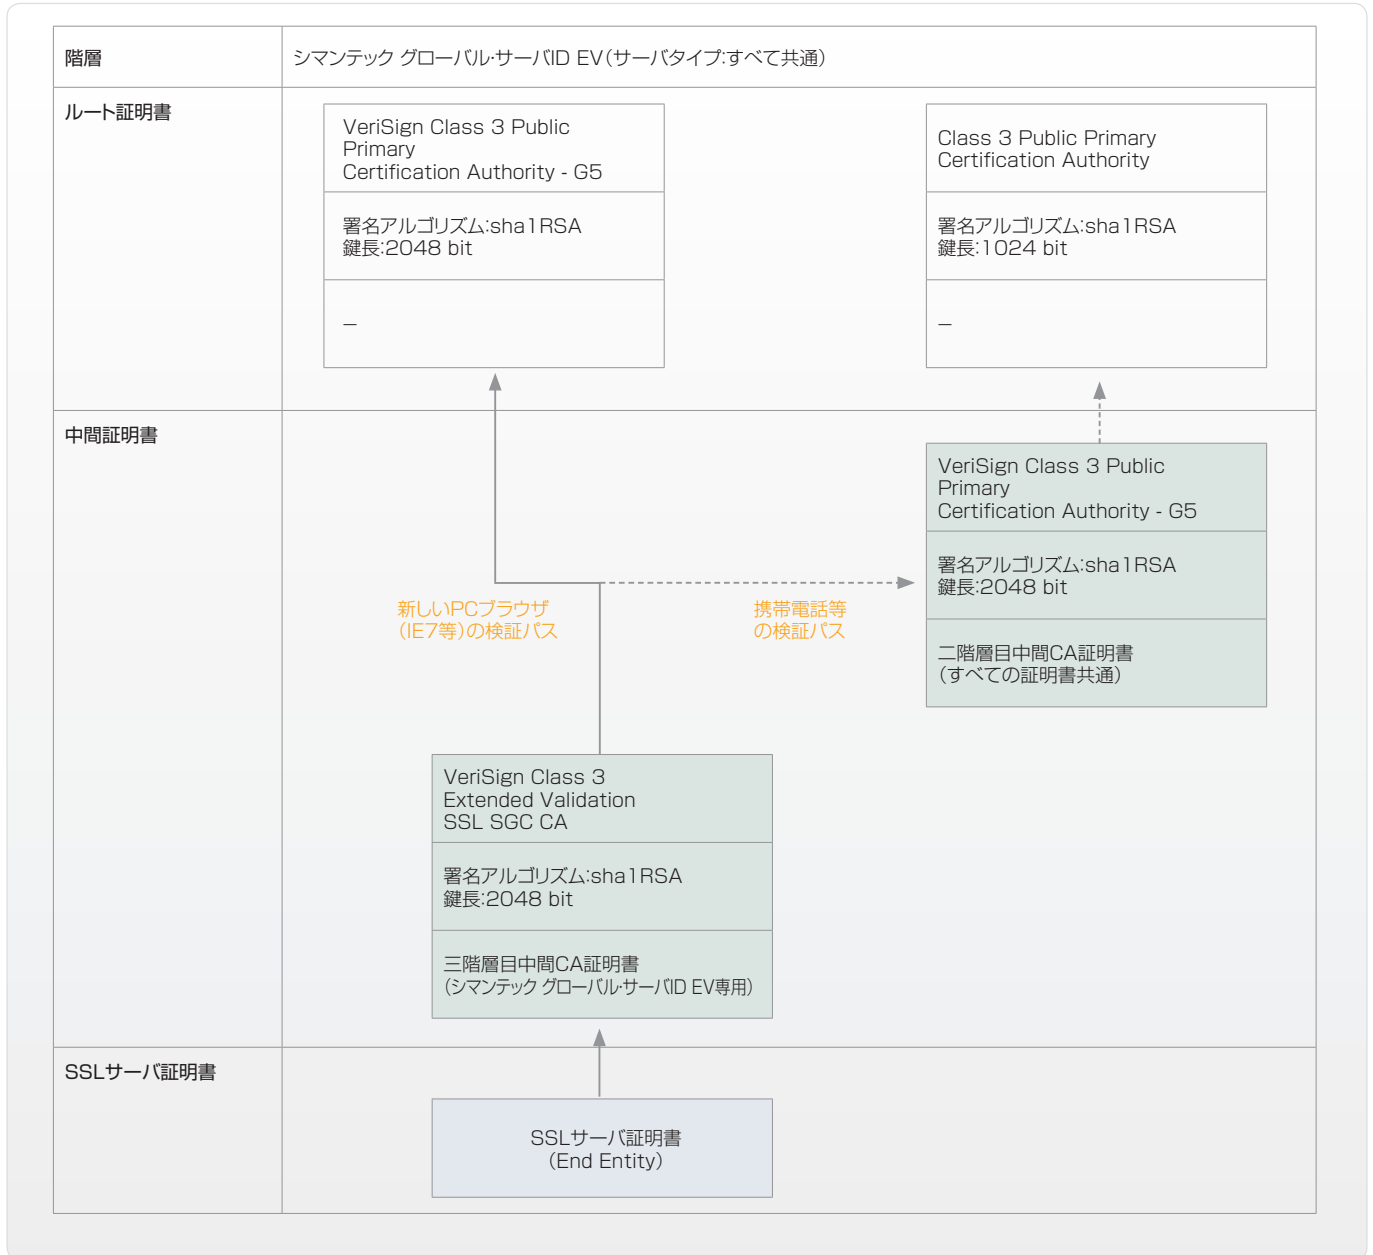 階層
シマンテック グローバル・サーバID EV(サーバタイプ:すべて共通)
ルート証明書
VeriSign Class 3 Public
Primary
Certification Authority - G5
署名アルゴリズム:sha1RSA
鍵長:2048 bit
—
Class 3 Public Primary
Certification Authority
署名アルゴリズム:sha1RSA
鍵長:1024 bit
—
中間証明書
VeriSign Class 3 Public
Primary
Certification Authority - G5
署名アルゴリズム:sha1RSA
鍵長:2048 bit
二階層目中間CA証明書
(すべての証明書共通)
新しいPCブラウザ
(IE7等)の検証パス
携帯電話等
の検証パス
VeriSign Class 3
Extended Validation
SSL SGC CA
署名アルゴリズム:sha1RSA
鍵長:2048 bit
三階層目中間CA証明書
(シマンテック グローバル・サーバID EV専用)
SSLサーバ証明書
SSLサーバ証明書
(End Entity)